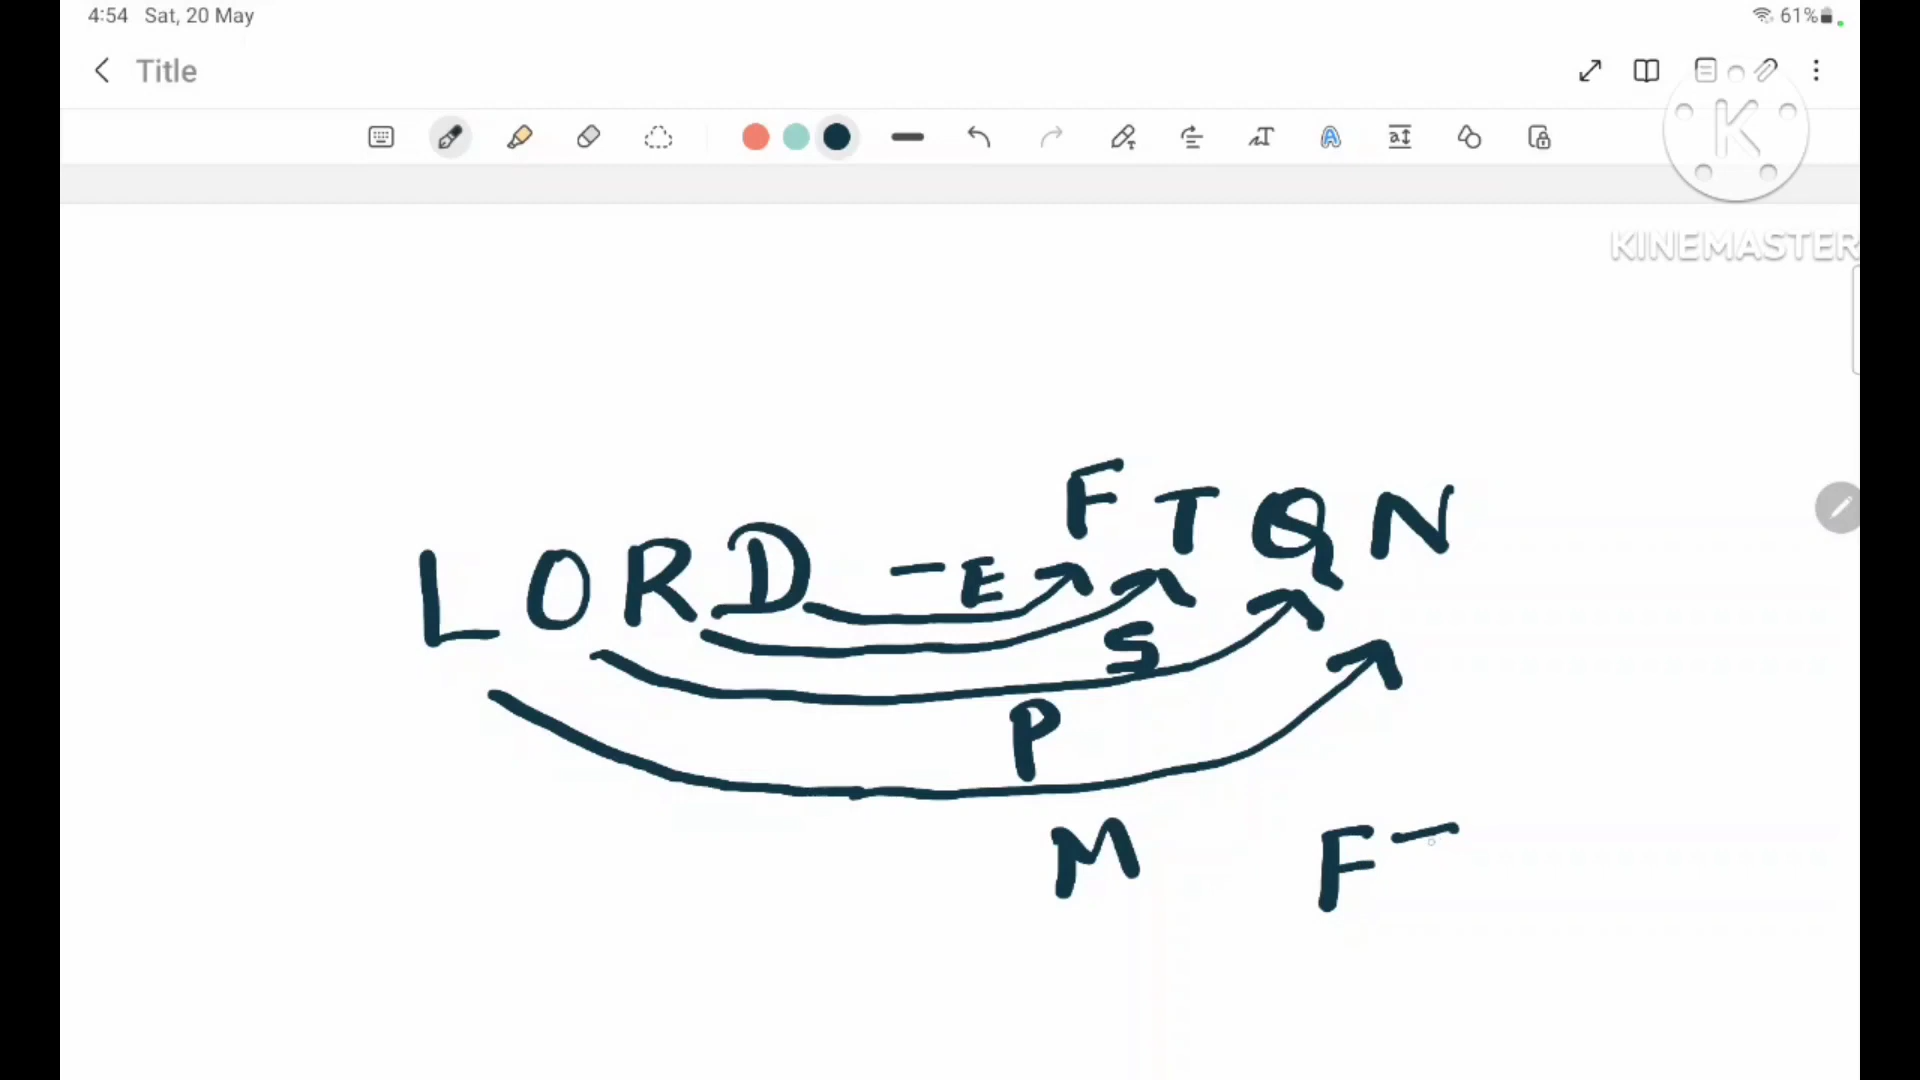 4:54 Sat, 20 May 61%
Title
K
KINEMASTER
F T Q N
L O R D - E
S
P
M F -